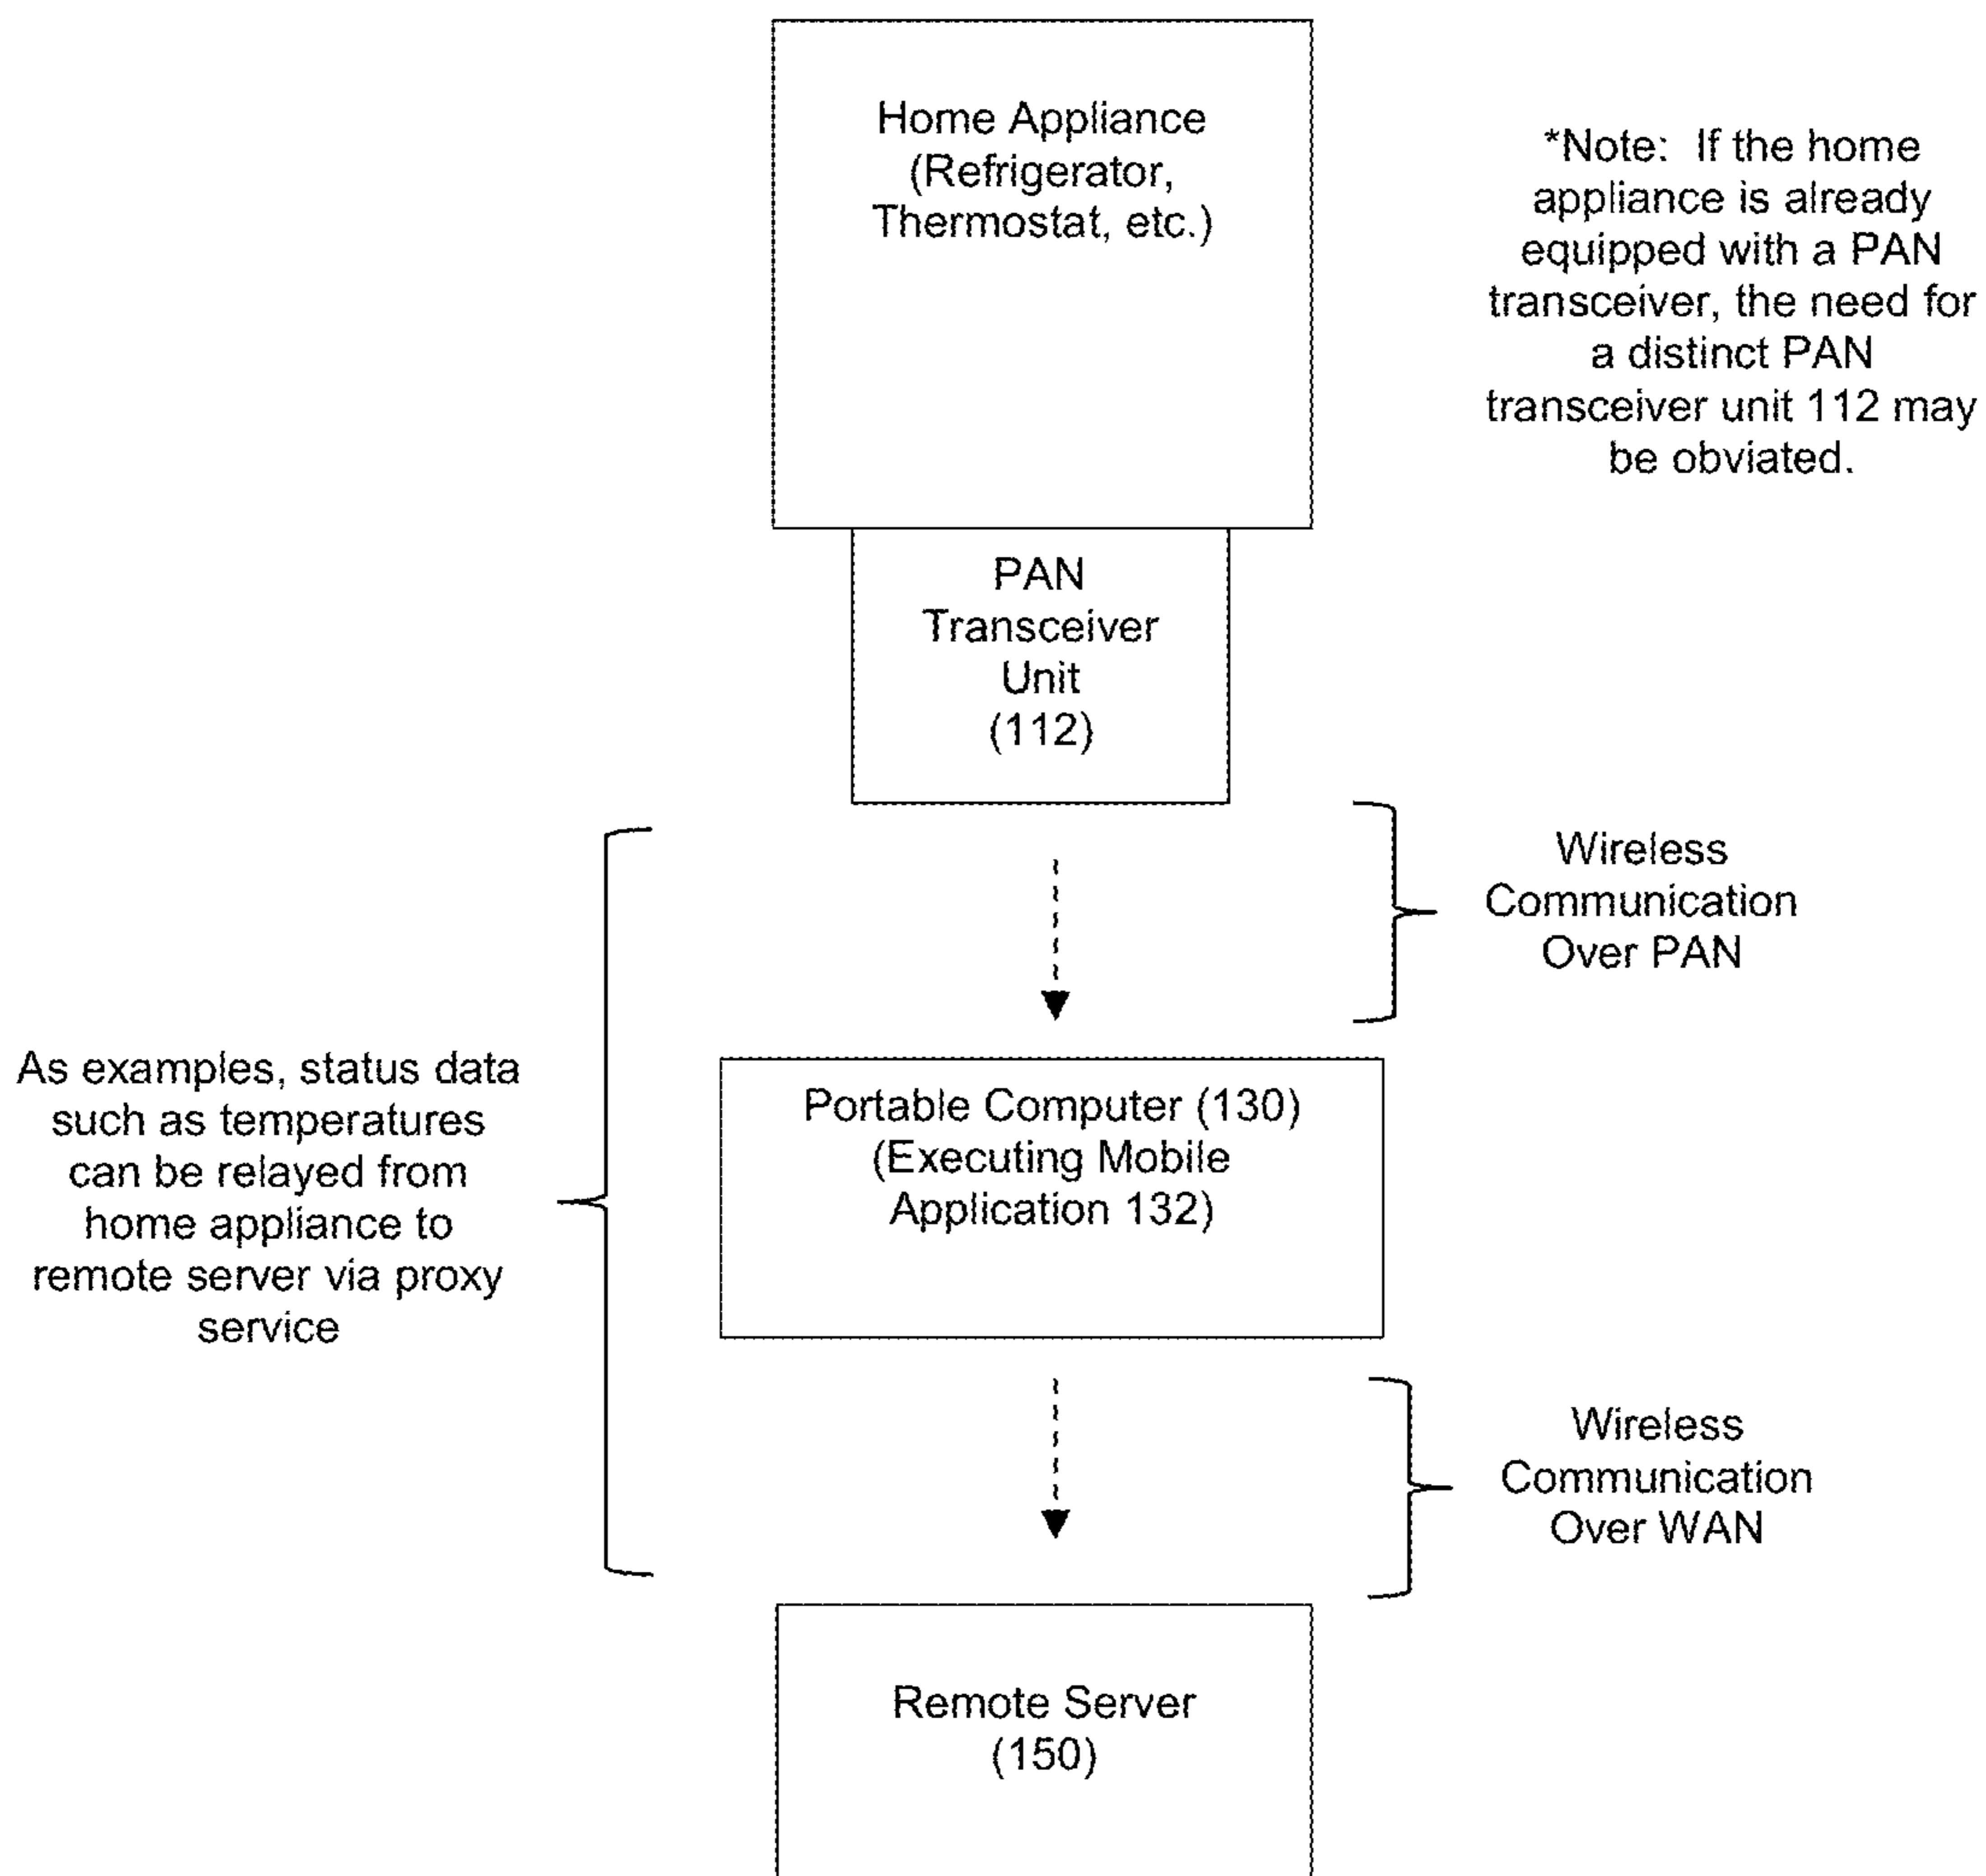 Home Appliance
(Refrigerator,
Thermostat, etc.)
*Note: If the home
appliance is already
equipped with a PAN
transceiver, the need for
a distinct PAN
transceiver unit 112 may
be obviated.
PAN
Transceiver
Unit
(112)
Wireless
Communication
Over PAN
As examples, status data
such as temperatures
can be relayed from
home appliance to
remote server via proxy
service
Portable Computer (130)
(Executing Mobile
Application 132)
Wireless
Communication
Over WAN
Remote Server
(150)